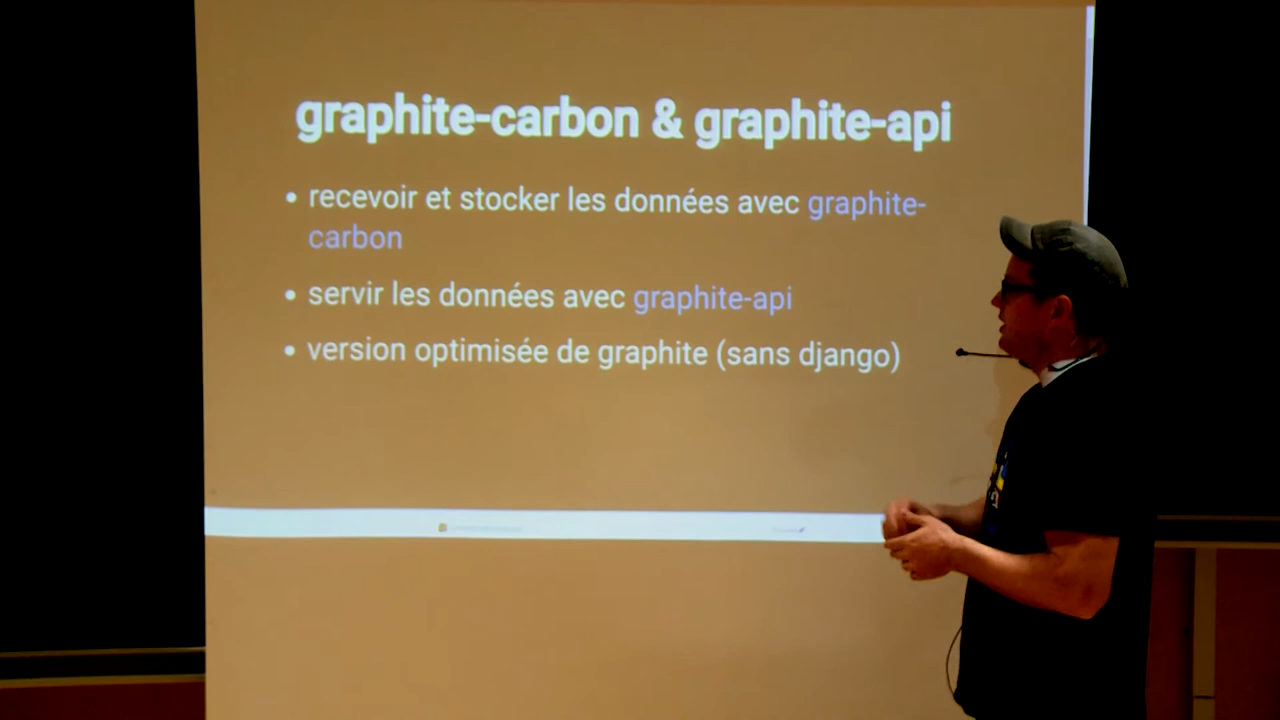 graphite-carbon & graphite-api
• recevoir et stocker les données avec graphite-
carbon
• servir les données avec graphite-api
• version optimisée de graphite (sans django)